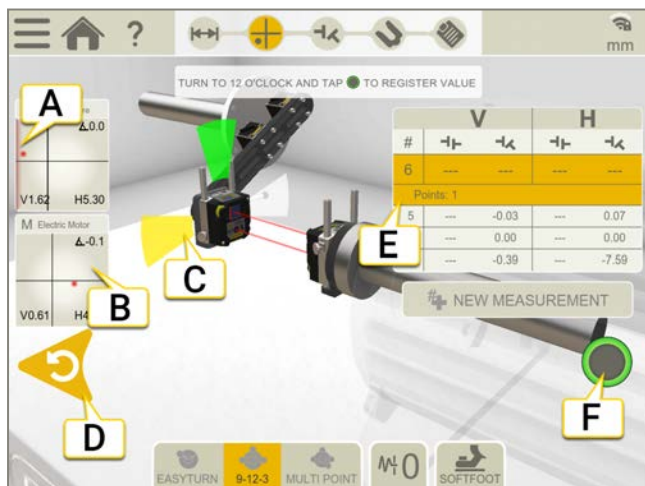 ?
mm
TURN TO 12 O'CLOCK AND TAP TO REGISTER VALUE
A
0.0
V1.62 H5.30
M Electric Motor
-0.1
V0.61 H4
B
C
D
V H
#
6 --- --- --- ---
Points: 1
5 --- -0.03 --- 0.07
--- 0.00 --- 0.00
--- -0.39 --- -7.59
E
NEW MEASUREMENT
F
EASYTURN 9-12-3 MULTI POINT 0 SOFTFOOT